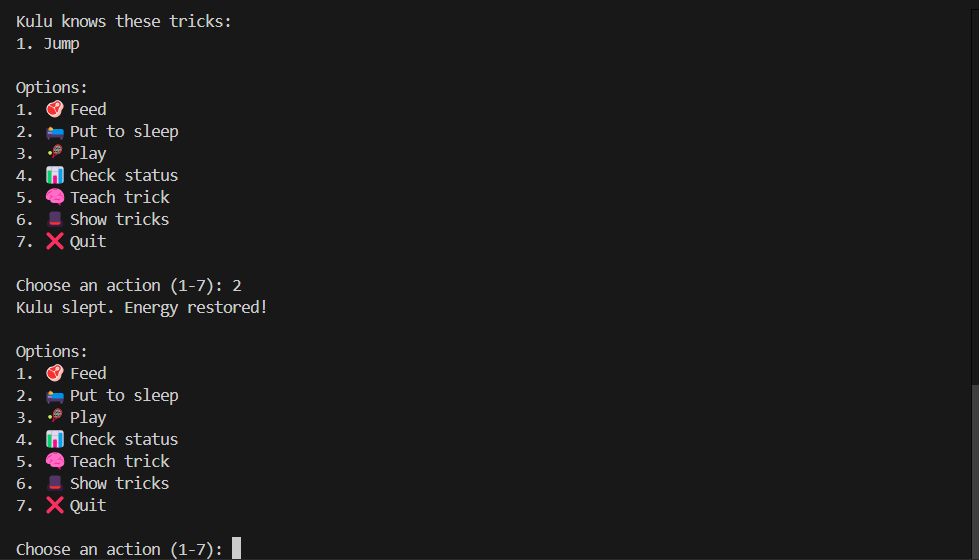 Kulu knows these tricks:
1. Jump
Options:
1. 🥩 Feed
2. 🛌 Put to sleep
3. 🎾 Play
4. 📊 Check status
5. 🧠 Teach trick
6. 🎩 Show tricks
7. ❌ Quit
Choose an action (1-7): 2
Kulu slept. Energy restored!
Options:
1. 🥩 Feed
2. 🛌 Put to sleep
3. 🎾 Play
4. 📊 Check status
5. 🧠 Teach trick
6. 🎩 Show tricks
7. ❌ Quit
Choose an action (1-7):